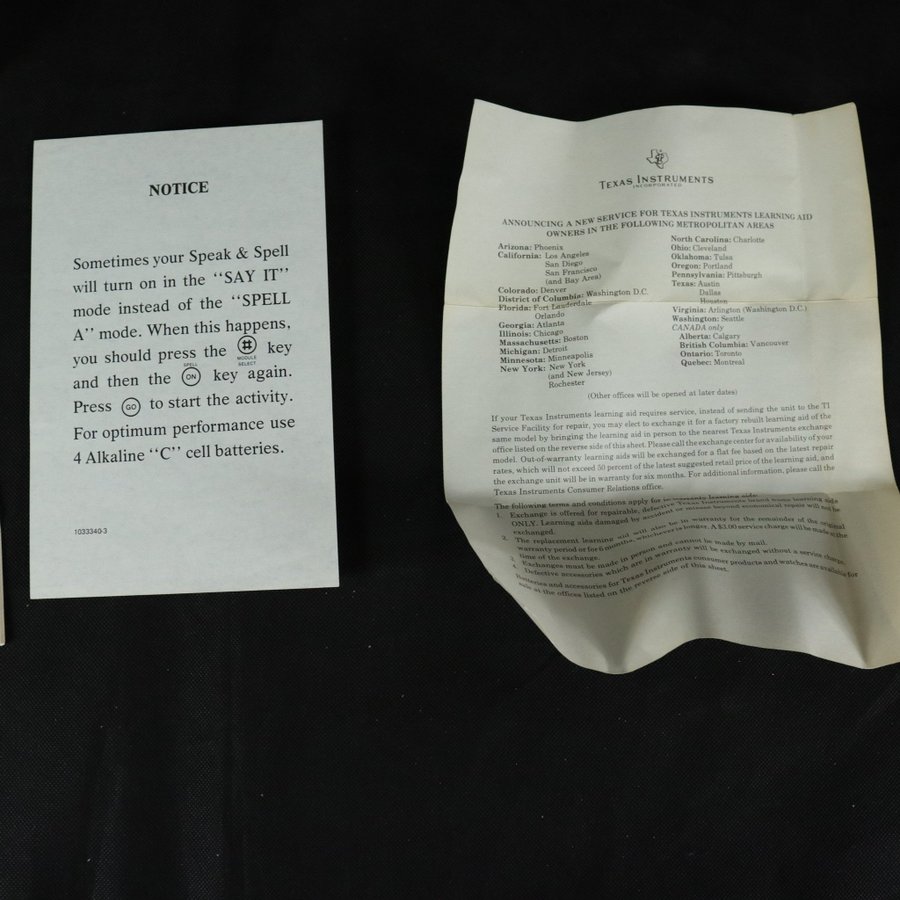 NOTICE
Sometimes your Speak & Spell
will turn on in the “SAY IT”
mode instead of the “SPELL
A” mode. When this happens,
you should press the # key
MODULE
SELECT
SPELL
and then the ON key again.
Press GO to start the activity.
For optimum performance use
4 Alkaline “C” cell batteries.
1033340-3
TEXAS INSTRUMENTS
INCORPORATED
ANNOUNCING A NEW SERVICE FOR TEXAS INSTRUMENTS LEARNING AID
OWNERS IN THE FOLLOWING METROPOLITAN AREAS
Arizona: Phoenix
California: Los Angeles
San Diego
San Francisco
(and Bay Area)
Colorado: Denver
District of Columbia: Washington D.C.
Florida: Fort Lauderdale
Orlando
Georgia: Atlanta
Illinois: Chicago
Massachusetts: Boston
Michigan: Detroit
Minnesota: Minneapolis
New York: New York
(and New Jersey)
Rochester
North Carolina: Charlotte
Ohio: Cleveland
Oklahoma: Tulsa
Oregon: Portland
Pennsylvania: Pittsburgh
Texas: Austin
Dallas
Houston
Virginia: Arlington (Washington D.C.)
Washington: Seattle
CANADA only
Alberta: Calgary
British Columbia: Vancouver
Ontario: Toronto
Quebec: Montreal
(Other offices will be opened at later dates)
If your Texas Instruments learning aid requires service, instead of sending the unit to the TI
Service Facility for repair, you may elect to exchange it for a factory rebuilt learning aid of the
same model by bringing the learning aid in person to the nearest Texas Instruments exchange
office listed on the reverse side of this sheet. Please call the exchange center for availability of your
model. Out-of-warranty learning aids will be exchanged for a flat fee based on the latest repair
rates, which will not exceed 50 percent of the latest suggested retail price of the learning aid, and
the exchange unit will be in warranty for six months. For additional information, please call the
Texas Instruments Consumer Relations office.
The following terms and conditions apply for in-warranty learning aids:
1. Exchange is offered for repairable, defective Texas Instruments brand name learning aids
ONLY. Learning aids damaged by accident or misuse beyond economical repair will not be
exchanged.
2. The replacement learning aid will also be in warranty for the remainder of the original
warranty period or for 6 months, whichever is longer. A $3.00 service charge will be made at the
time of the exchange.
3. Exchanges must be made in person and cannot be made by mail.
4. Defective accessories which are in warranty will be exchanged without a service charge.
Batteries and accessories for Texas Instruments consumer products and watches are available for
sale at the offices listed on the reverse side of this sheet.